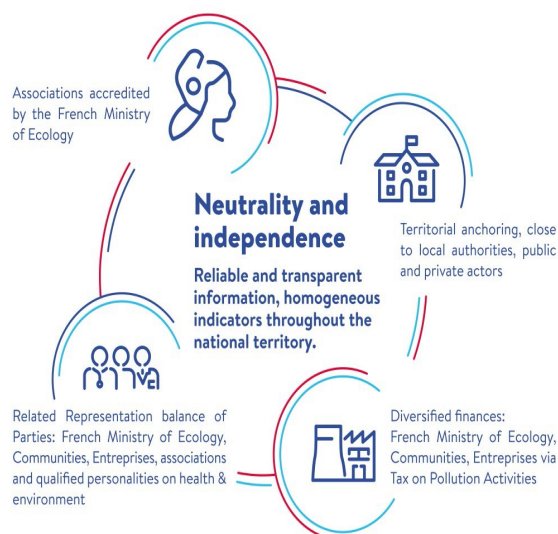 Associations accredited
by the French Ministry
of Ecology
Neutrality and
independence
Reliable and transparent
information, homogeneous
indicators throughout the
national territory.
Territorial anchoring, close
to local authorities, public
and private actors
Related Representation balance of
Parties: French Ministry of Ecology,
Communities, Entreprises, associations
and qualified personalities on health &
environment
Diversified finances:
French Ministry of Ecology,
Communities, Entreprises via
Tax on Pollution Activities